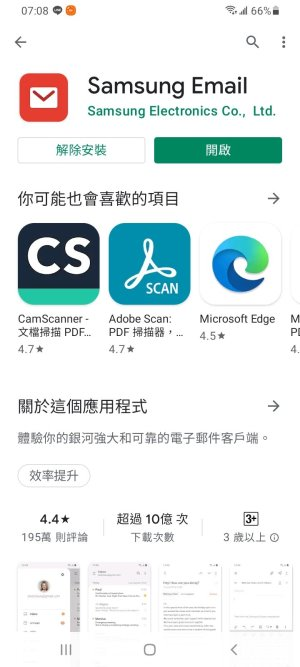 07:08 66%
Samsung Email
Samsung Electronics Co., Ltd.
解除安裝 開啟
你可能也會喜歡的項目
CS SCAN
CamScanner - Adobe Scan: Microsoft Edge M
文檔掃描 PDF... PDF 掃描器，... 4.5★ PD
4.7★ 4.7★ 4.
關於這個應用程式
體驗你的銀河強大和可靠的電子郵件客戶端。
效率提升
4.4★ 超過 10億 次 3+
195萬 則評論 下載次數 3 歲以上